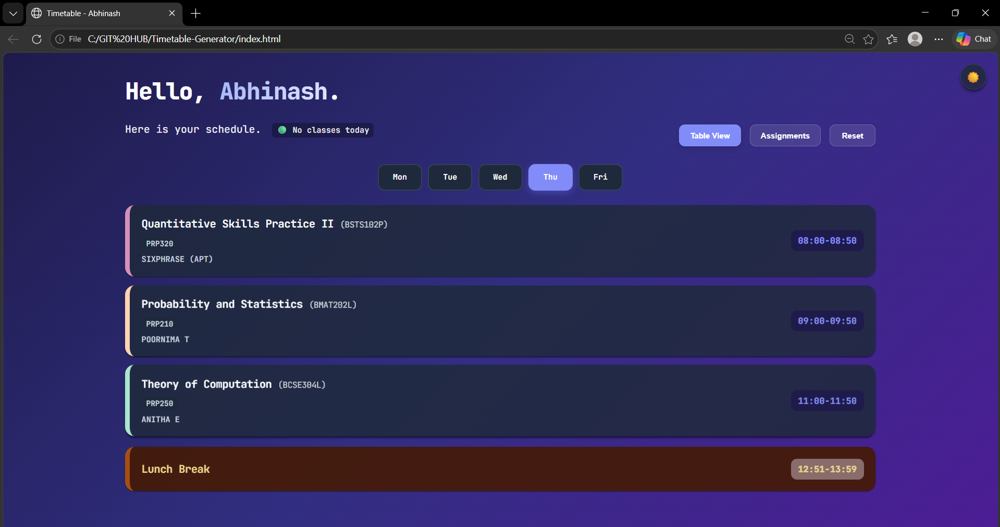 Timetable - Abhinash
File C:/GIT%20HUB/Timetable-Generator/index.html
Chat
Hello, Abhinash.
Here is your schedule. No classes today
Table View Assignments Reset
Mon Tue Wed Thu Fri
Quantitative Skills Practice II (BSTS102P)
PRP320
SIXPHRASE (APT)
08:00-08:50
Probability and Statistics (BMAT202L)
PRP210
POORNIMA T
09:00-09:50
Theory of Computation (BCSE304L)
PRP250
ANITHA E
11:00-11:50
Lunch Break
12:51-13:59